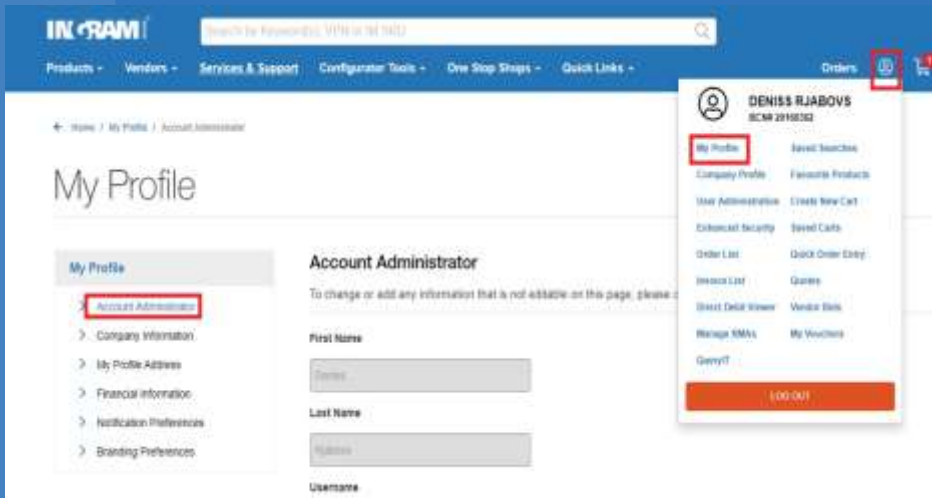 INGRAM
Search by Keyword(s), VPN or IM SKU
Products Vendors Services & Support Configurator Tools One Stop Shops Quick Links Orders
Home / My Profile / Account Administrator
My Profile
My Profile
Account Administrator
Company Information
My Profile Address
Financial Information
Notification Preferences
Branding Preferences
Account Administrator
To change or add any information that is not editable on this page, please
First Name
Deniss
Last Name
Rjabovs
Username
DENISS RJABOVS
My Profile Saved Searches
Company Profile Favourite Products
User Administration Create New Cart
Enhanced Security Saved Carts
Order List Quick Order Entry
Invoice List Quotes
Direct Debit Viewer Vendor Bids
Manage RMAs My Vouchers
QueryIT
LOG OUT